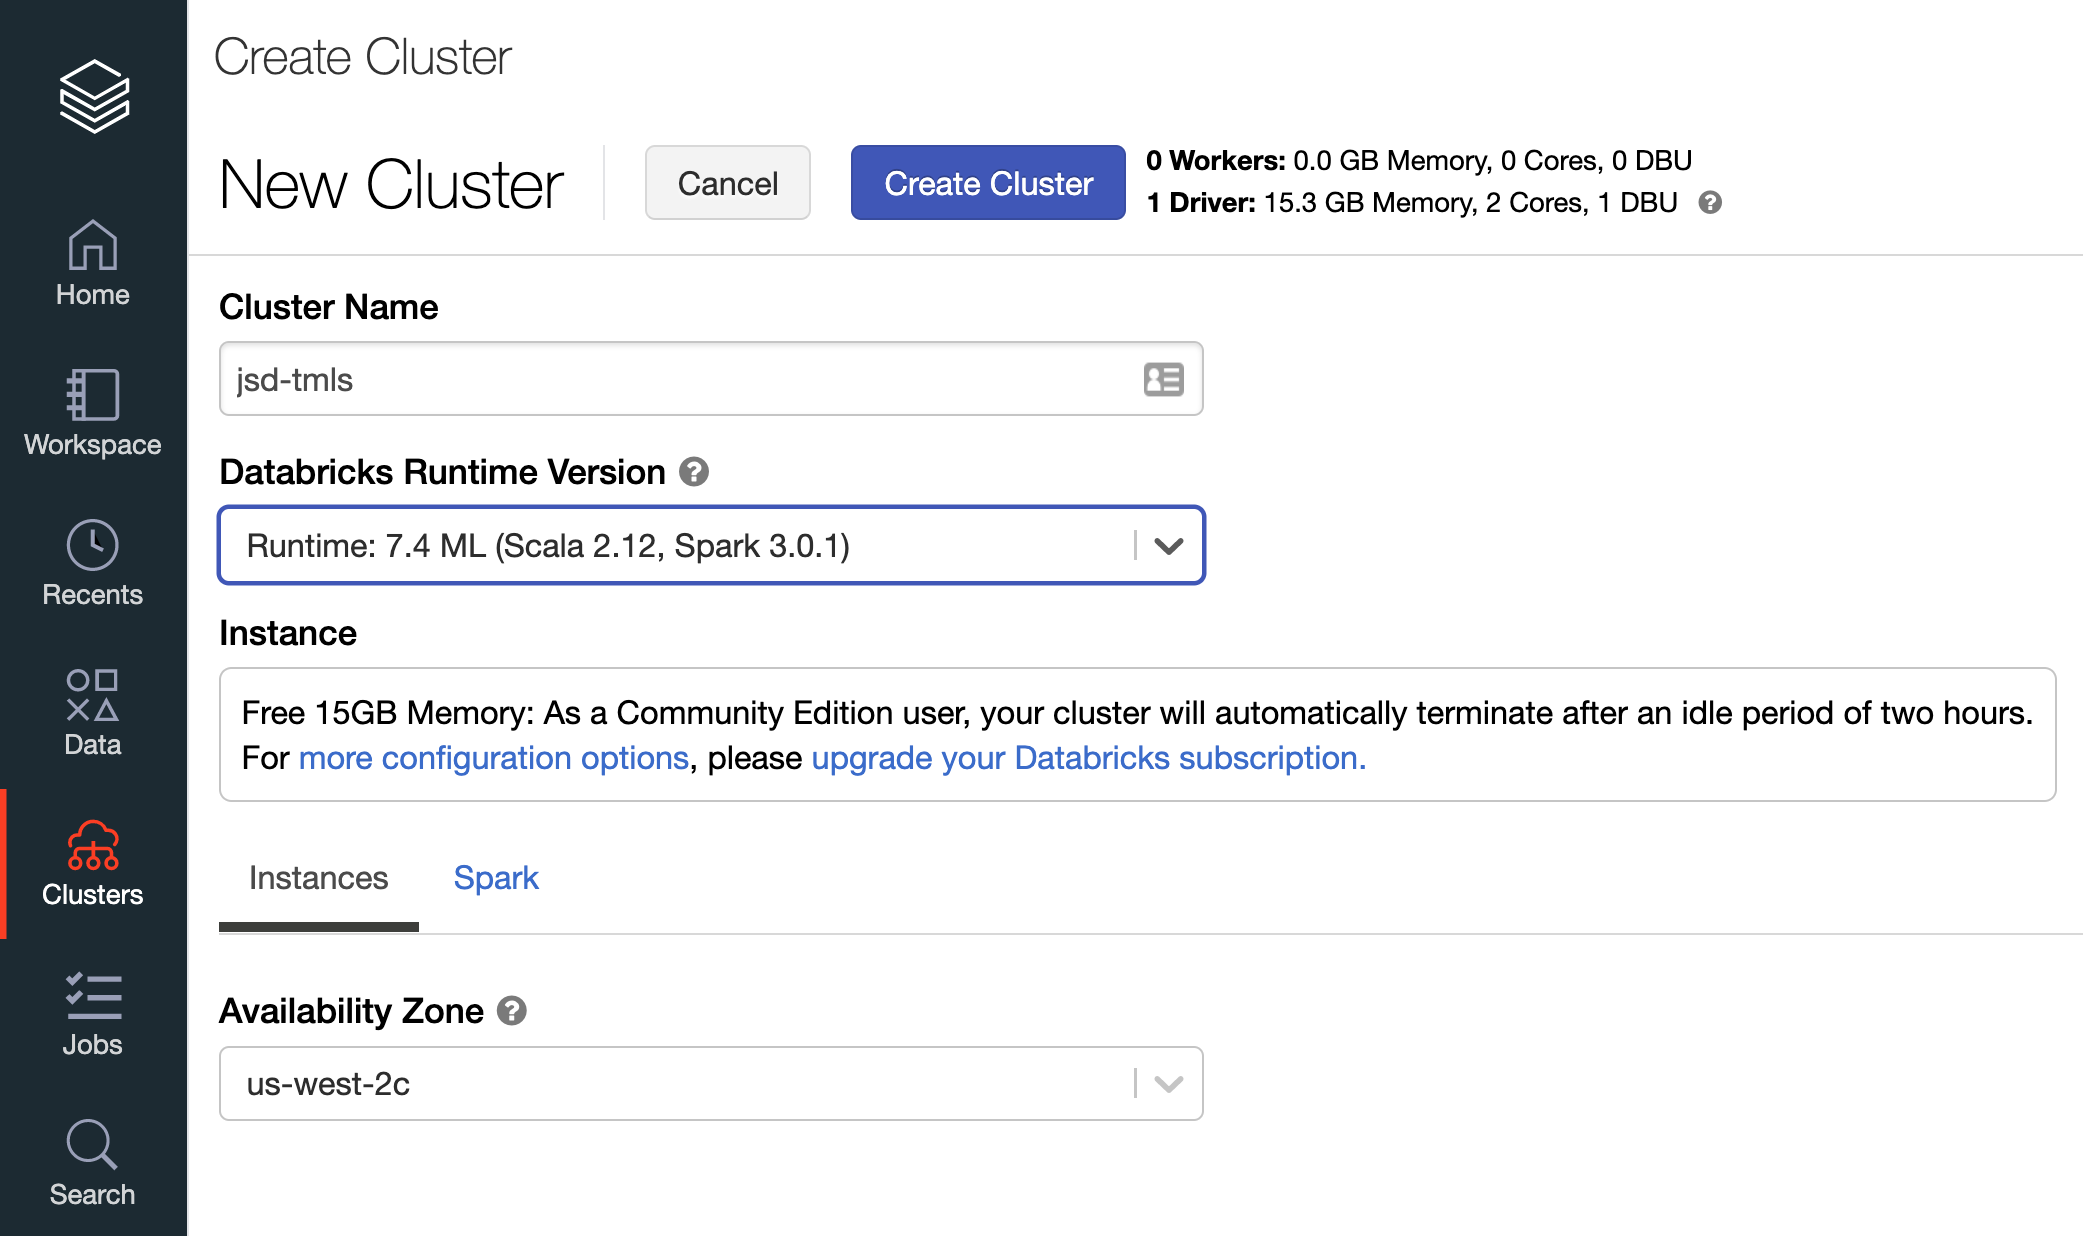 Create Cluster
New Cluster
Cancel
Create Cluster
0 Workers: 0.0 GB Memory, 0 Cores, 0 DBU
1 Driver: 15.3 GB Memory, 2 Cores, 1 DBU
Home
Workspace
Recents
Data
Clusters
Jobs
Search
Cluster Name
jsd-tmls
Databricks Runtime Version
Runtime: 7.4 ML (Scala 2.12, Spark 3.0.1)
Instance
Free 15GB Memory: As a Community Edition user, your cluster will automatically terminate after an idle period of two hours.
For more configuration options, please upgrade your Databricks subscription.
Instances
Spark
Availability Zone
us-west-2c